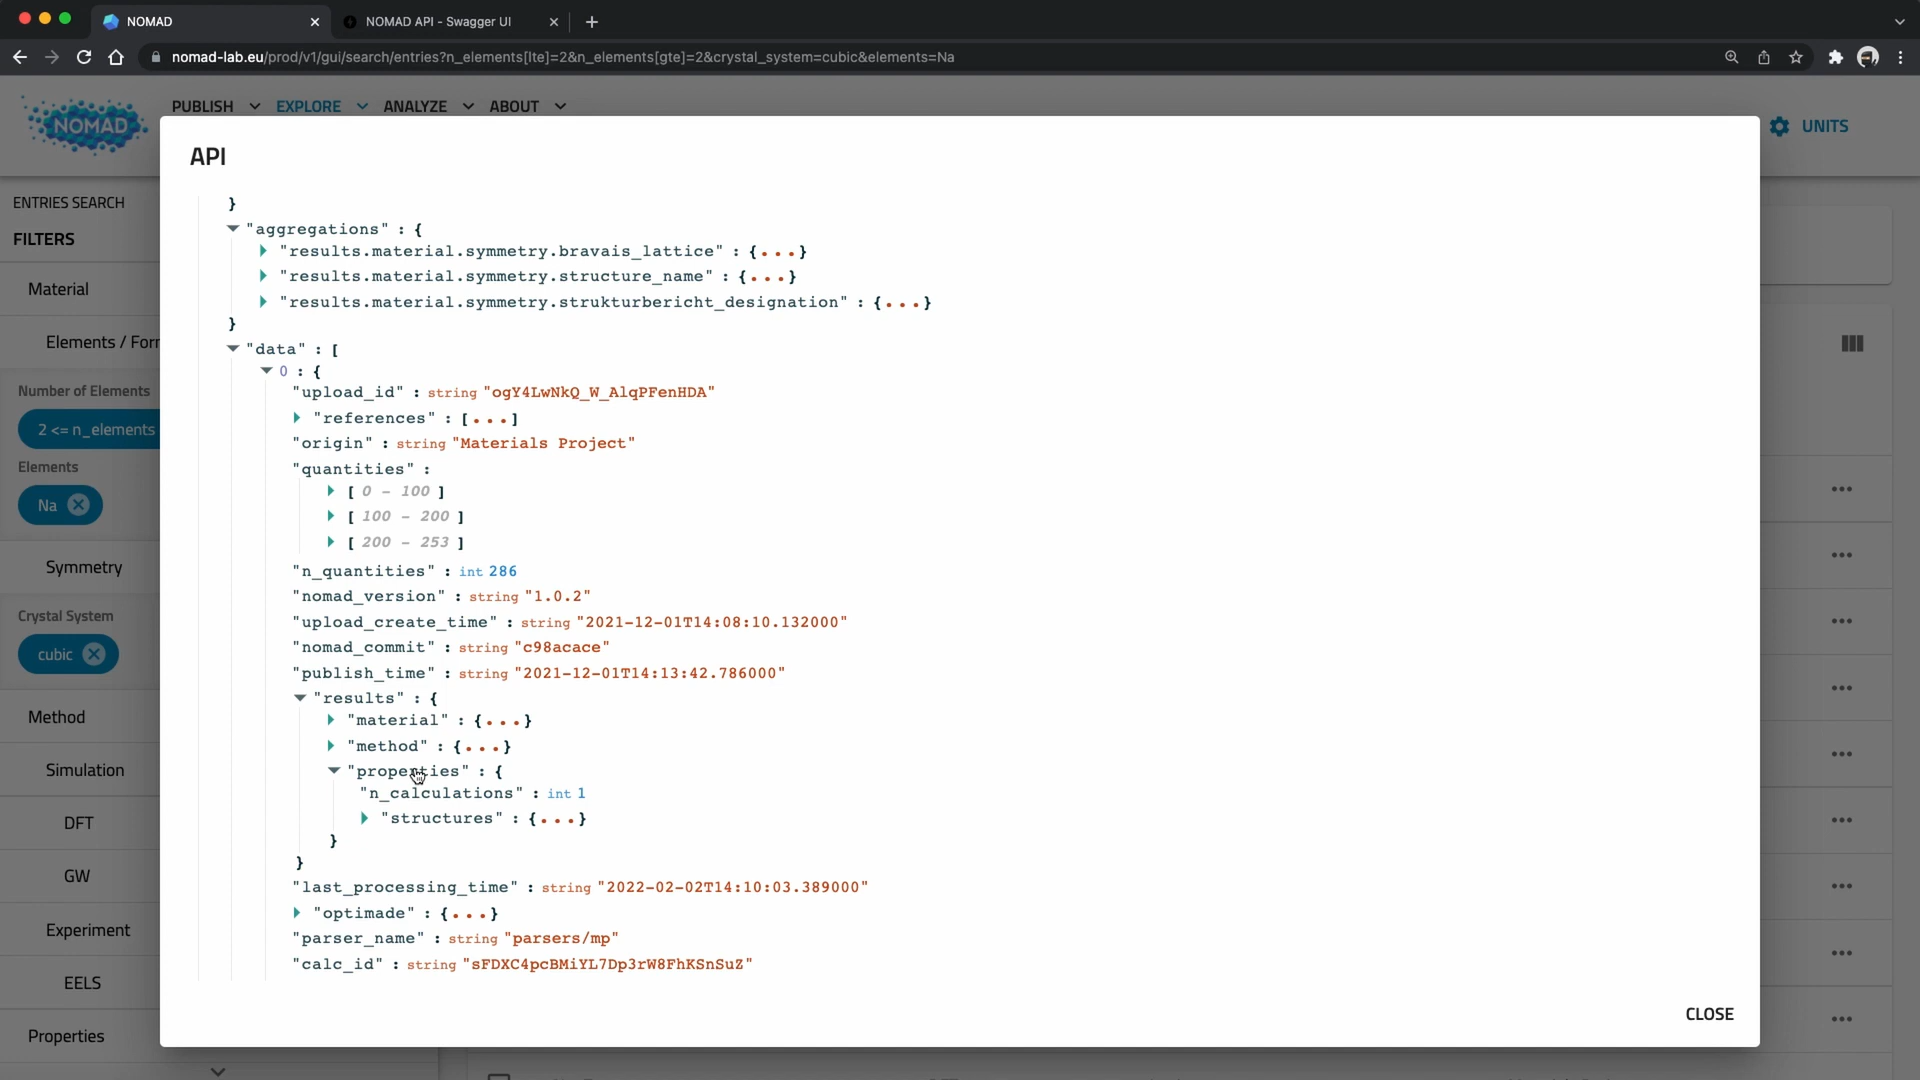 NOMAD
NOMAD API - Swagger UI
nomad-lab.eu/prod/v1/gui/search/entries?n_elements[lte]=2&n_elements[gte]=2&crystal_system=cubic&elements=Na
NOMAD
PUBLISH
EXPLORE
ANALYZE
ABOUT
UNITS
ENTRIES SEARCH
FILTERS
Material
Elements / For
Number of Elements
2 <= n_elements
Elements
Na
Symmetry
Crystal System
cubic
Method
Simulation
DFT
GW
Experiment
EELS
Properties
API
}
"aggregations" : {
"results.material.symmetry.bravais_lattice" : {...}
"results.material.symmetry.structure_name" : {...}
"results.material.symmetry.strukturbericht_designation" : {...}
}
"data" : [
0 : {
"upload_id" : string "ogY4LwNkQ_W_AlqPFenHDA"
"references" : [...]
"origin" : string "Materials Project"
"quantities" :
[ 0 - 100 ]
[ 100 - 200 ]
[ 200 - 253 ]
"n_quantities" : int 286
"nomad_version" : string "1.0.2"
"upload_create_time" : string "2021-12-01T14:08:10.132000"
"nomad_commit" : string "c98acace"
"publish_time" : string "2021-12-01T14:13:42.786000"
"results" : {
"material" : {...}
"method" : {...}
"properties" : {
"n_calculations" : int 1
"structures" : {...}
}
}
"last_processing_time" : string "2022-02-02T14:10:03.389000"
"optimade" : {...}
"parser_name" : string "parsers/mp"
"calc_id" : string "sFDXC4pcBMiYL7Dp3rW8FhKSnSuZ"
CLOSE